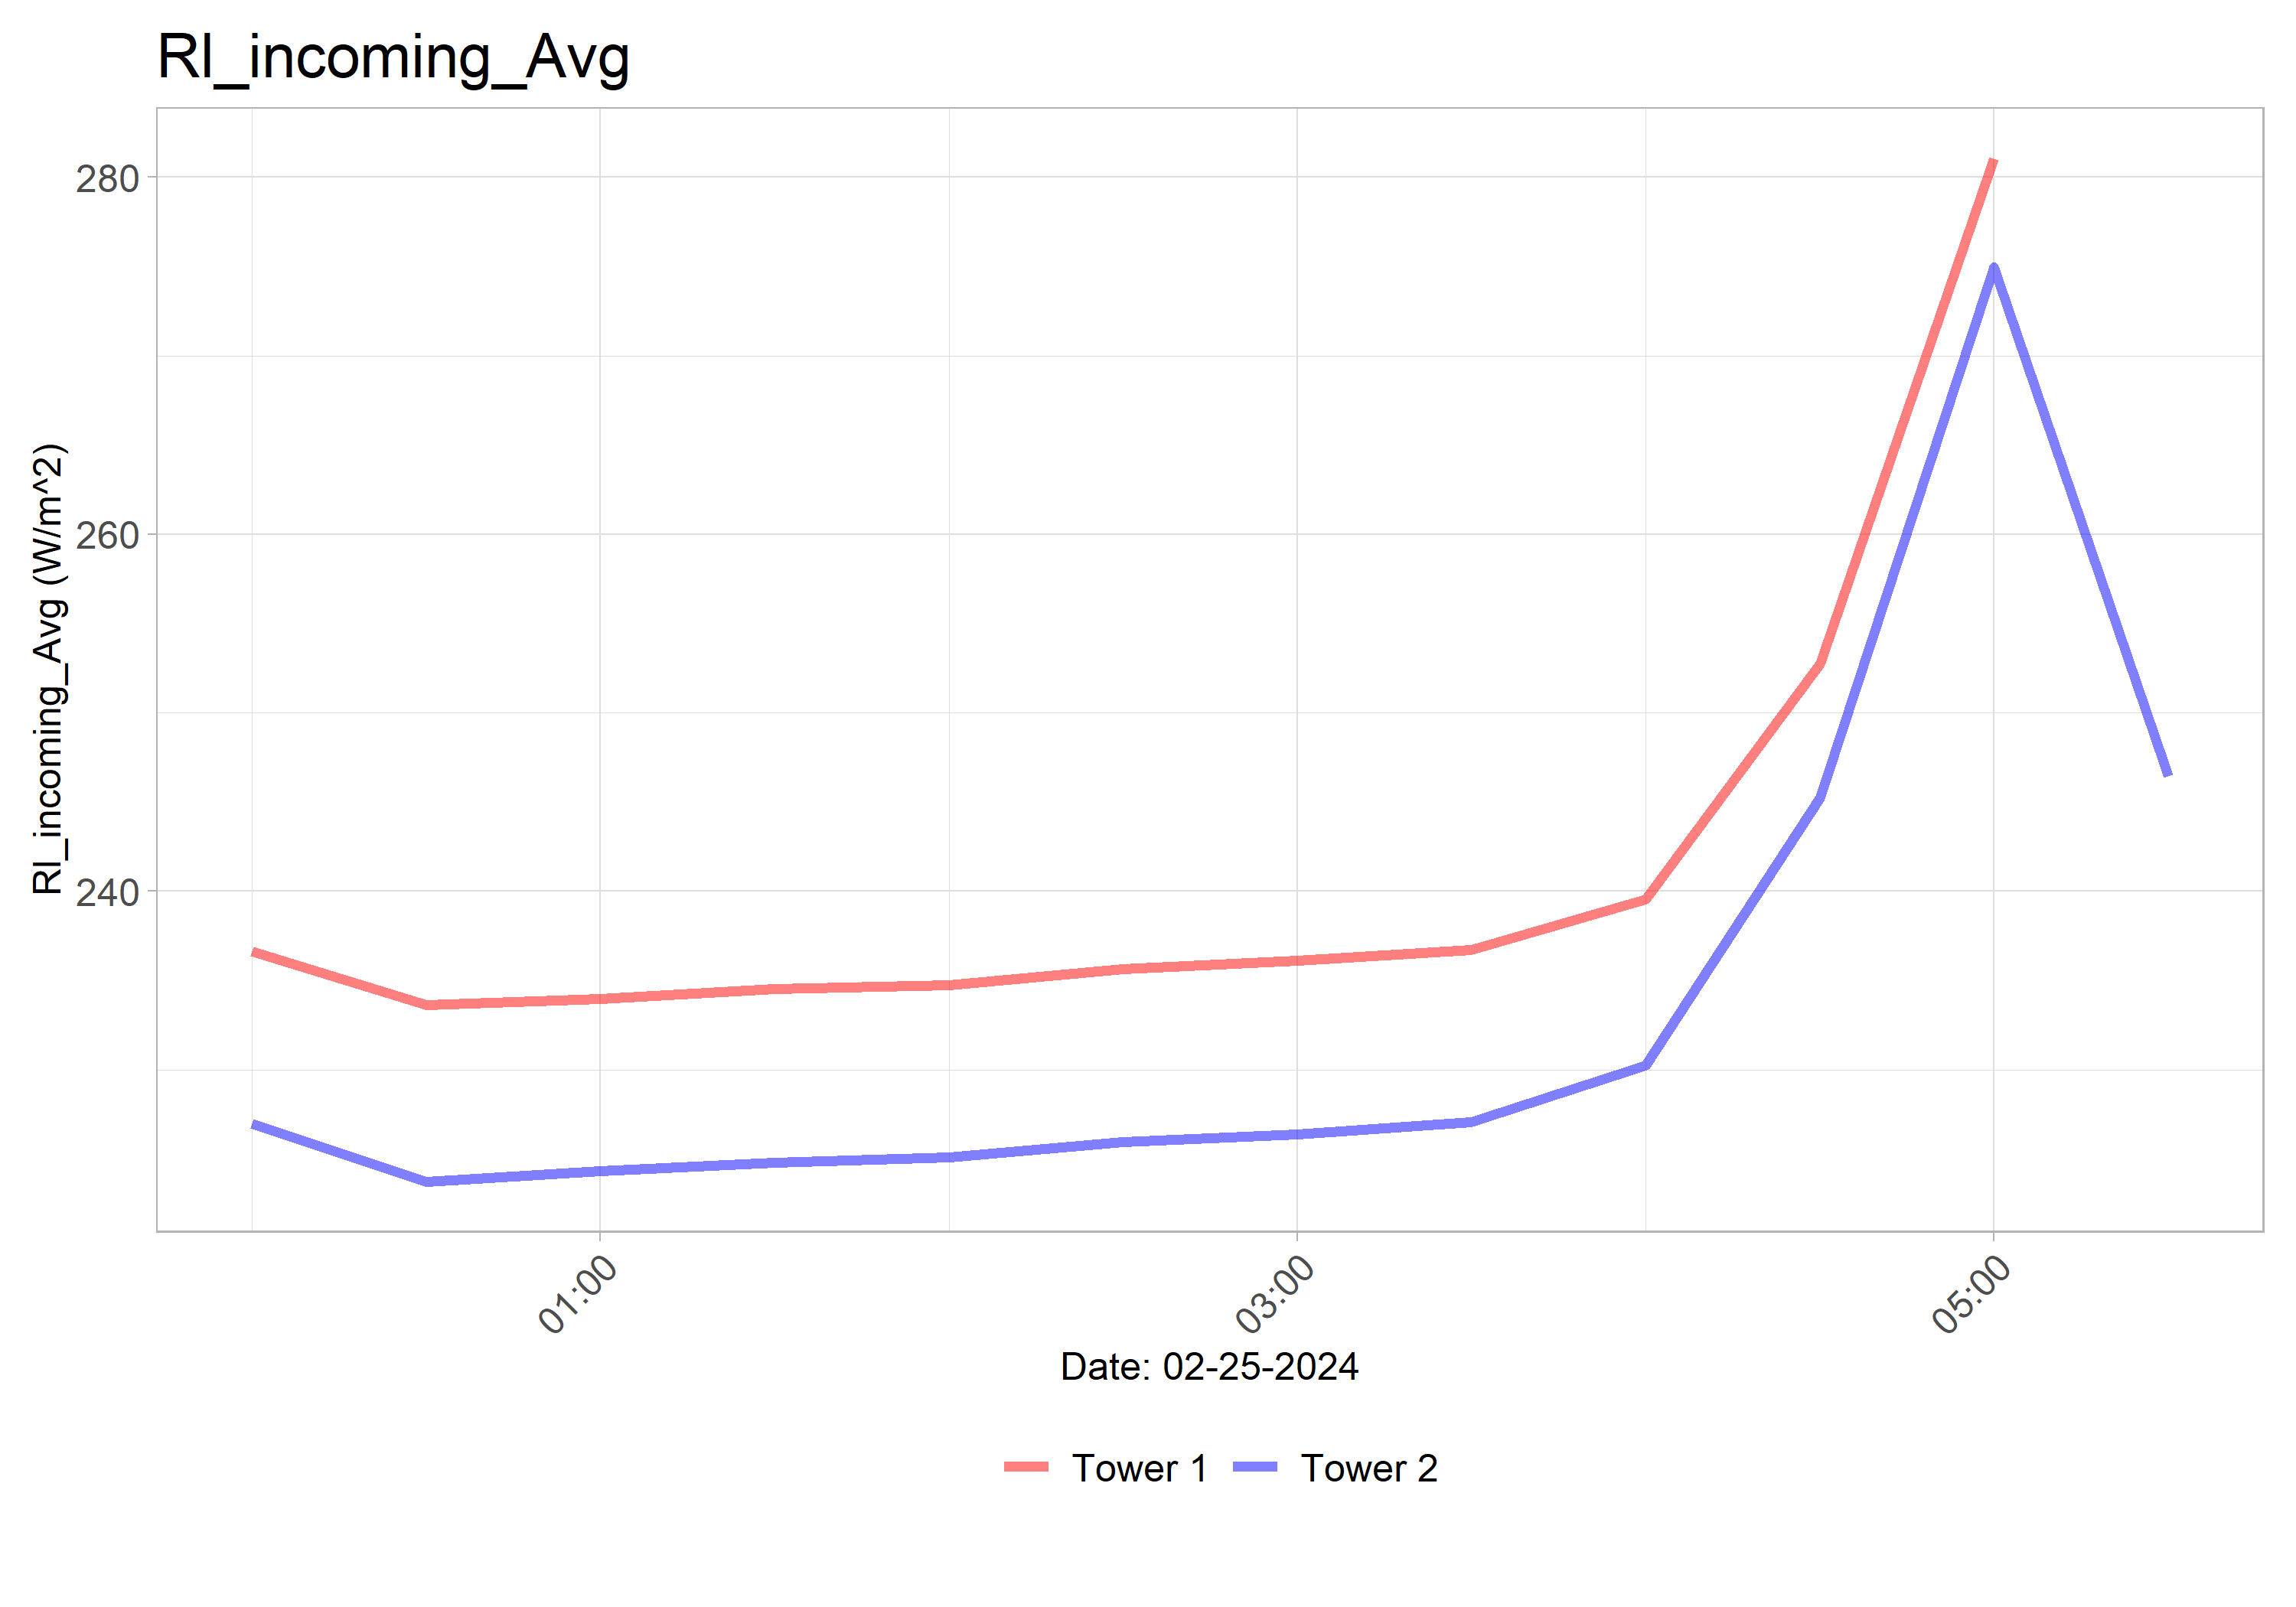 Rl_incoming_Avg
Rl_incoming_Avg (W/m^2)
280
260
240
01:00
03:00
05:00
Date: 02-25-2024
Tower 1
Tower 2